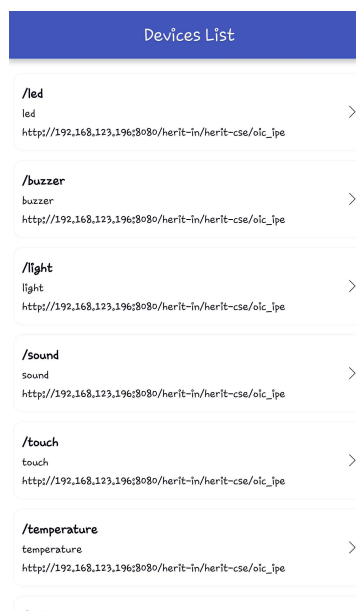 Devices List
/led
led
http://192.168.123.196:8080/herit-in/herit-cse/oic_ipe
/buzzer
buzzer
http://192.168.123.196:8080/herit-in/herit-cse/oic_ipe
/light
light
http://192.168.123.196:8080/herit-in/herit-cse/oic_ipe
/sound
sound
http://192.168.123.196:8080/herit-in/herit-cse/oic_ipe
/touch
touch
http://192.168.123.196:8080/herit-in/herit-cse/oic_ipe
/temperature
temperature
http://192.168.123.196:8080/herit-in/herit-cse/oic_ipe